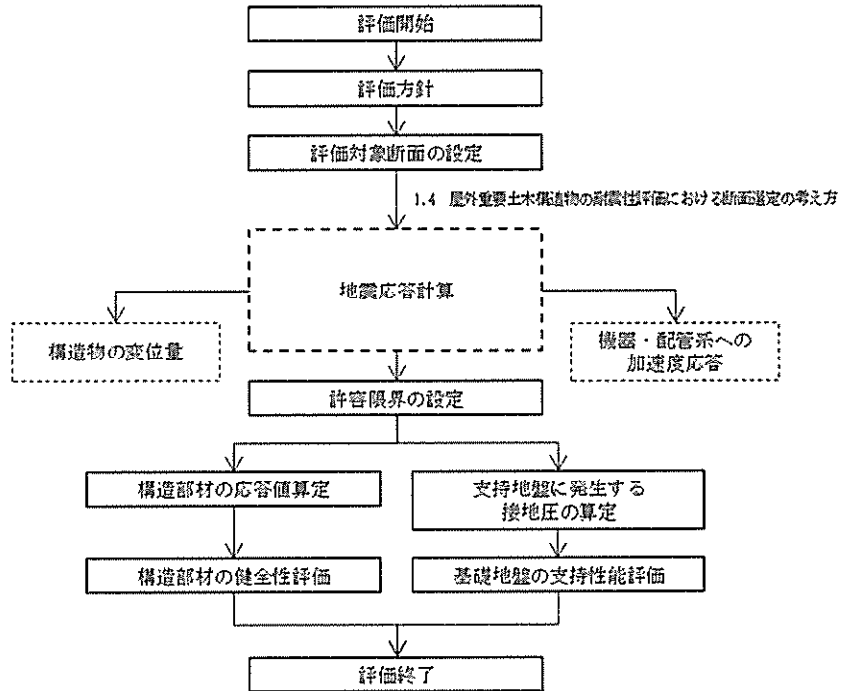 評価開始
評価方針
評価対象断面の設定
1.4 屋外重要土木構造物の耐震性評価における断面選定の考え方
地震応答計算
構造物の変位量
機器・配管系への
加速度応答
許容限界の設定
構造部材の応答値算定
支持地盤に発生する
接地圧の算定
構造部材の健全性評価
基礎地盤の支持性能評価
評価終了